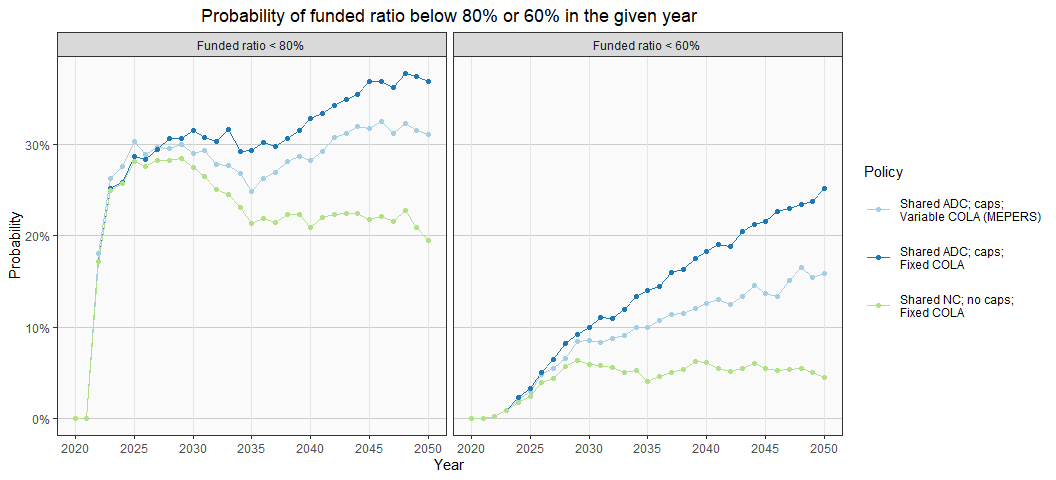 Probability of funded ratio below 80% or 60% in the given year
Funded ratio < 80%
Funded ratio < 60%
30%
20%
10%
0%
Probability
2020 2025 2030 2035 2040 2045 2050
2020 2025 2030 2035 2040 2045 2050
Year
Policy
Shared ADC; caps;
Variable COLA (MEPERS)
Shared ADC; caps;
Fixed COLA
Shared NC; no caps;
Fixed COLA